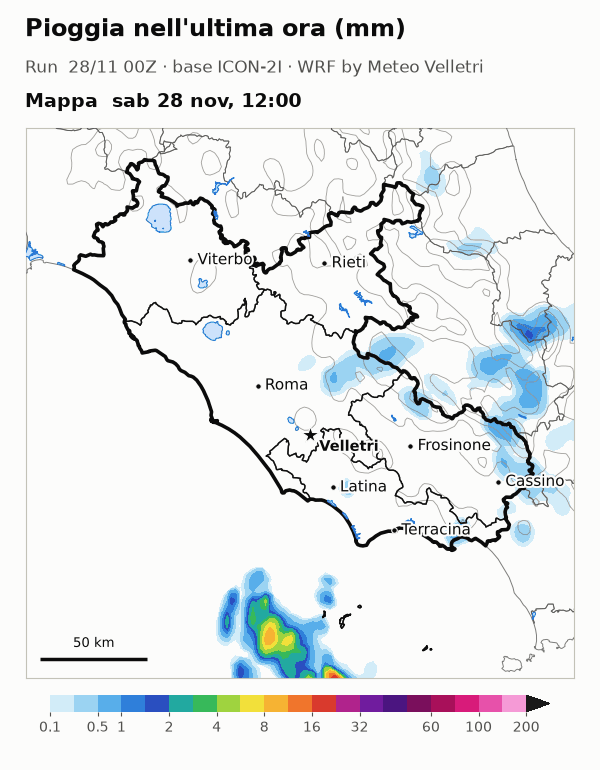 Pioggia nell'ultima ora (mm)
Run  28/11 00Z · base ICON-2I · WRF by Meteo Velletri
Mappa  sab 28 nov, 12:00
Viterbo
Rieti
Roma
Velletri
Frosinone
Latina
Cassino
Terracina
50 km
0.1 0.5 1 2 4 8 16 32 60 100 200